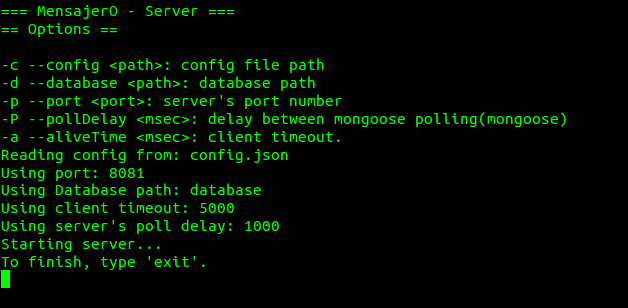 === MensajerO - Server ===
== Options ==
-c --config <path>: config file path
-d --database <path>: database path
-p --port <port>: server's port number
-P --pollDelay <msec>: delay between mongoose polling(mongoose)
-a --aliveTime <msec>: client timeout.
Reading config from: config.json
Using port: 8081
Using Database path: database
Using client timeout: 5000
Using server's poll delay: 1000
Starting server...
To finish, type 'exit'.